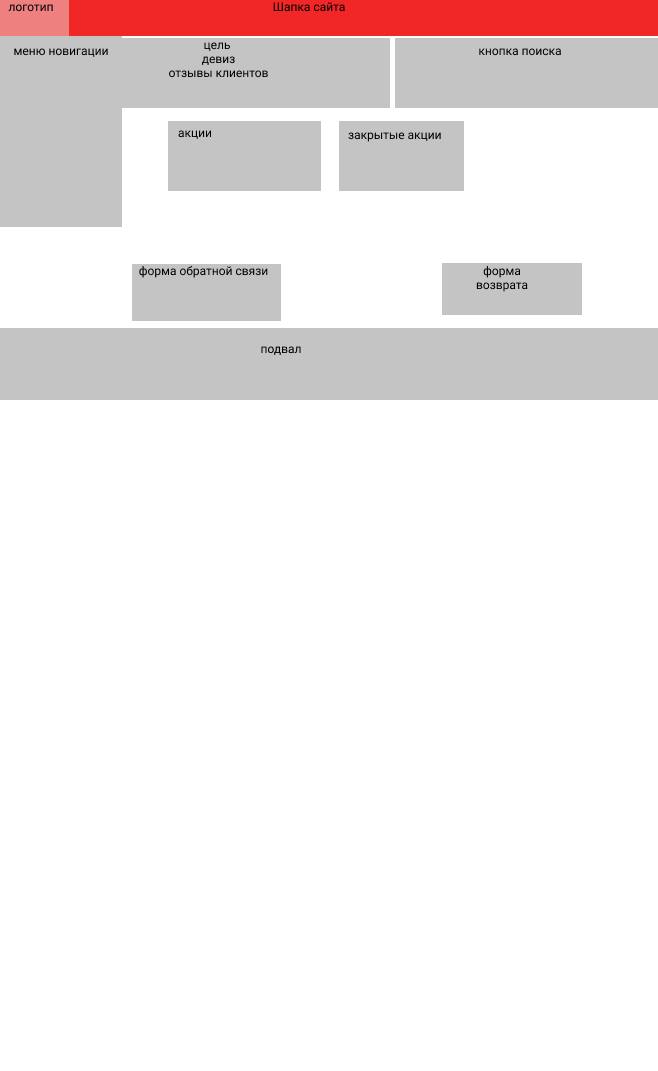 логотип
Шапка сайта
меню новигации
цель
девиз
отзывы клиентов
кнопка поиска
акции
закрытые акции
форма обратной связи
форма
возврата
подвал